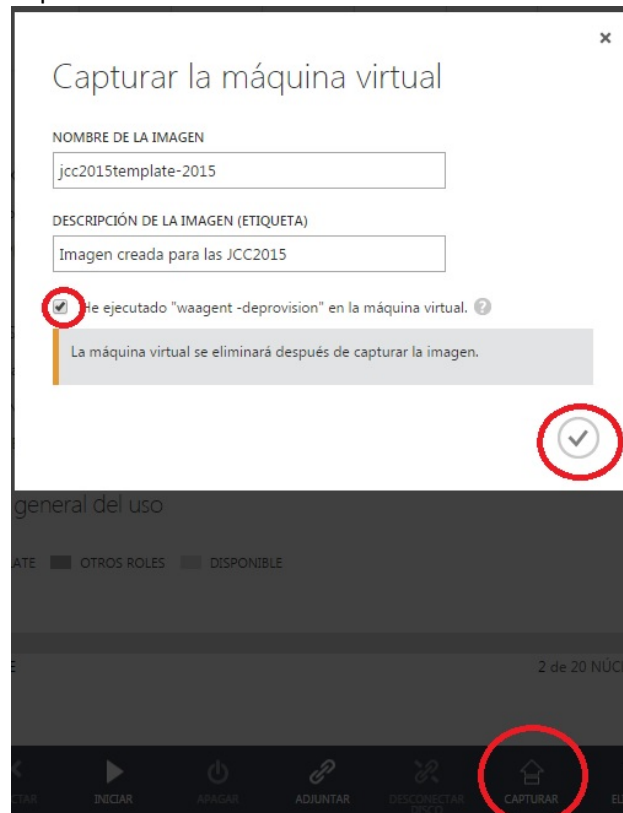 Capturar la máquina virtual
NOMBRE DE LA IMAGEN
jcc2015template-2015
DESCRIPCIÓN DE LA IMAGEN (ETIQUETA)
Imagen creada para las JCC2015
He ejecutado "waagent -deprovision" en la máquina virtual.
La máquina virtual se eliminará después de capturar la imagen.
general del uso
OTROS ROLES DISPONIBLE
2 de 20
INICIAR APAGAR ADJUNTAR DESCONECTAR CAPTURAR
DISCO